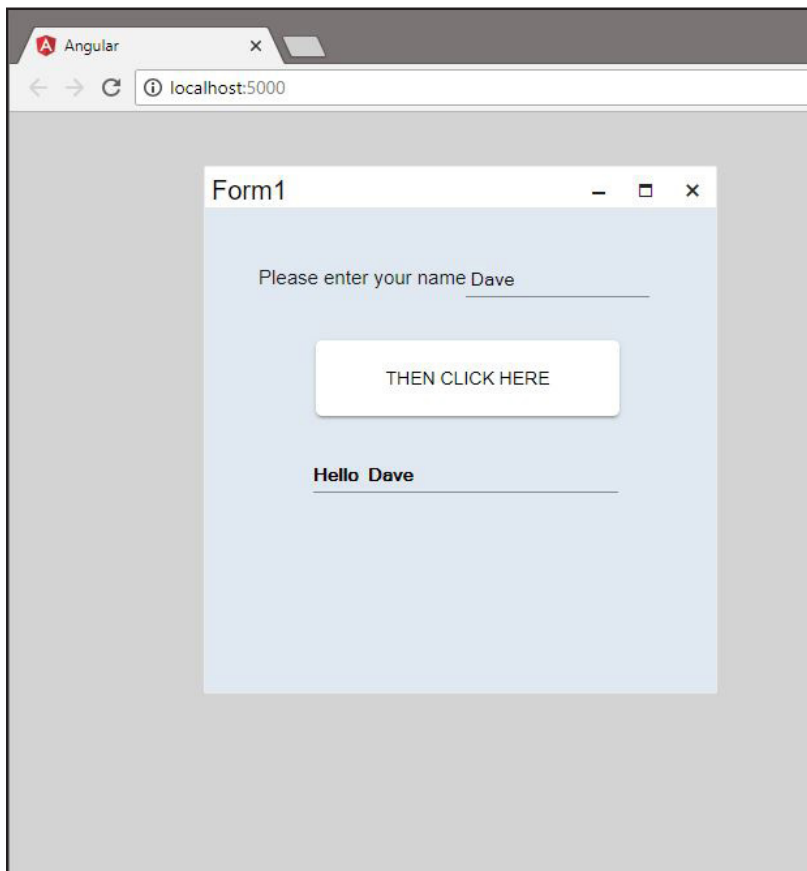 Angular
localhost:5000
Form1
Please enter your name Dave
THEN CLICK HERE
Hello Dave